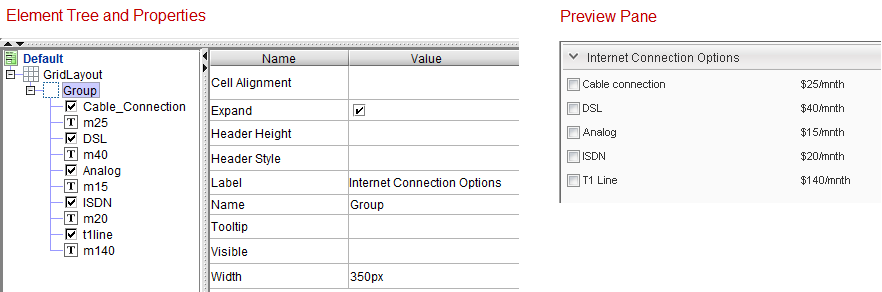 Element Tree and Properties
Default
GridLayout
Group
Cable_Connection
T m25
DSL
T m40
Analog
T m15
ISDN
T m20
t1line
T m140
Name Value
Cell Alignment
Expand
Header Height
Header Style
Label Internet Connection Options
Name Group
Tooltip
Visible
Width 350px
Preview Pane
Internet Connection Options
Cable connection $25/mnth
DSL $40/mnth
Analog $15/mnth
ISDN $20/mnth
T1 Line $140/mnth